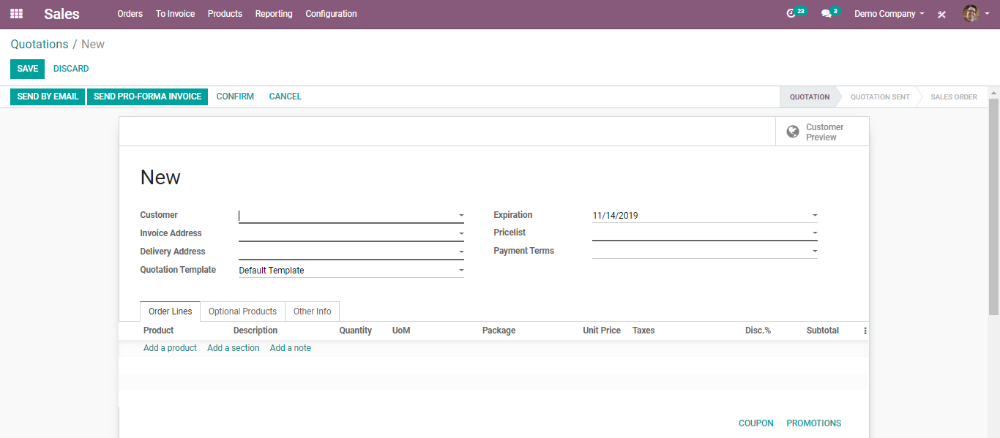 Sales Orders To Invoice Products Reporting Configuration 23 3 Demo Company
Quotations / New
SAVE DISCARD
SEND BY EMAIL SEND PRO-FORMA INVOICE CONFIRM CANCEL QUOTATION QUOTATION SENT SALES ORDER
Customer
Preview
New
Customer
Invoice Address
Delivery Address
Quotation Template Default Template
Expiration 11/14/2019
Pricelist
Payment Terms
Order Lines Optional Products Other Info
Product Description Quantity UoM Package Unit Price Taxes Disc.% Subtotal
Add a product Add a section Add a note
COUPON PROMOTIONS